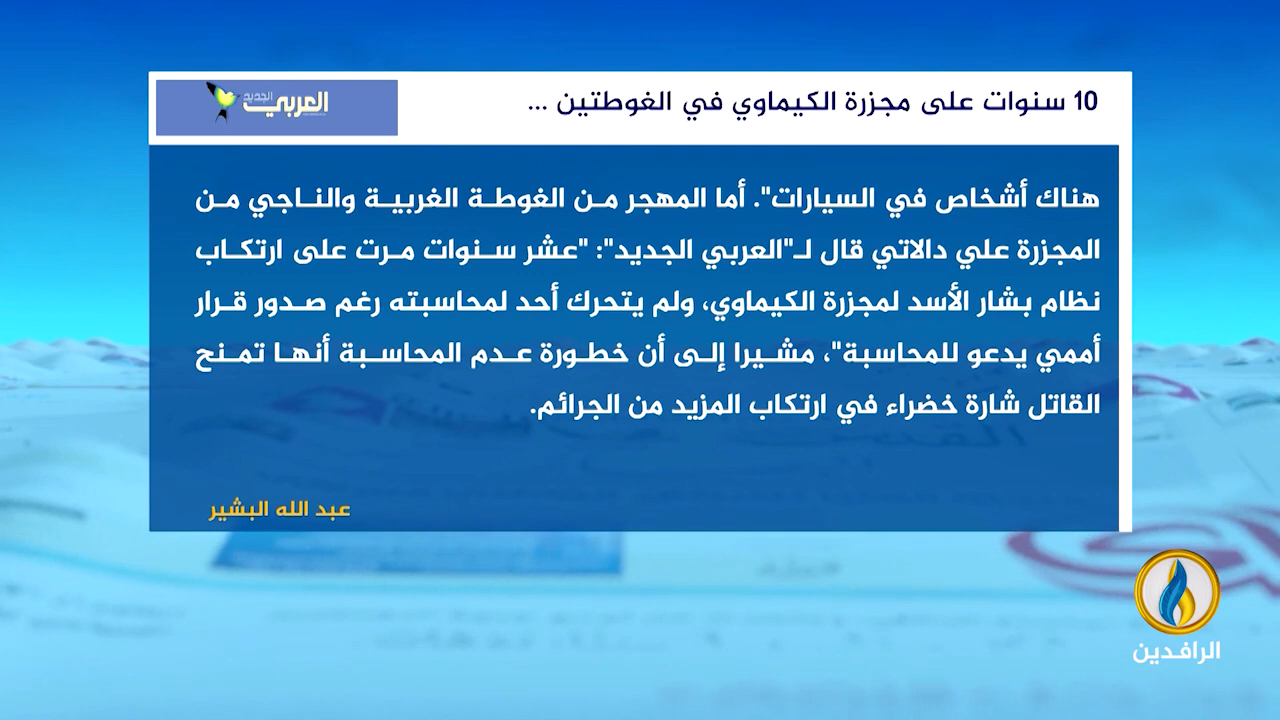 10 سنوات على مجزرة الكيماوي في الغوطتين ...
العربي الجديد
هناك أشخاص في السيارات". أما المهجر من الغوطة الغربية والناجي من
المجزرة علي دالاتي قال لـ"العربي الجديد": "عشر سنوات مرت على ارتكاب
نظام بشار الأسد لمجزرة الكيماوي، ولم يتحرك أحد لمحاسبته رغم صدور قرار
أممي يدعو للمحاسبة"، مشيرا إلى أن خطورة عدم المحاسبة أنها تمنح
القاتل شارة خضراء في ارتكاب المزيد من الجرائم.
عبد الله البشير
الرافدين